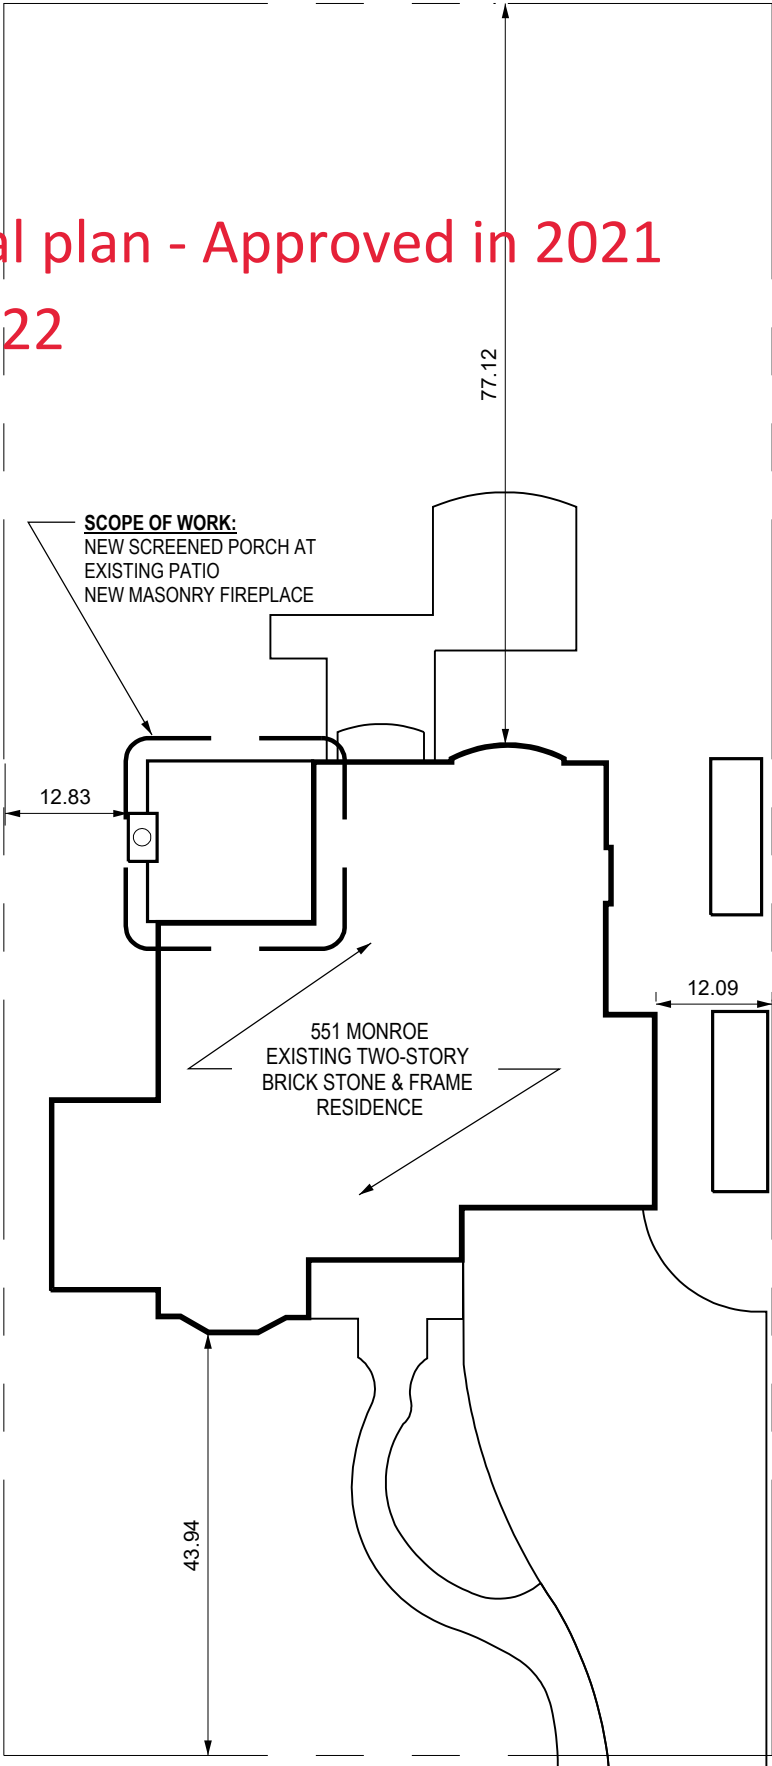 plan - Approved in 2021
22
77.12
SCOPE OF WORK:
NEW SCREENED PORCH AT
EXISTING PATIO
NEW MASONRY FIREPLACE
12.83
12.09
551 MONROE
EXISTING TWO-STORY
BRICK STONE & FRAME
RESIDENCE
43.94